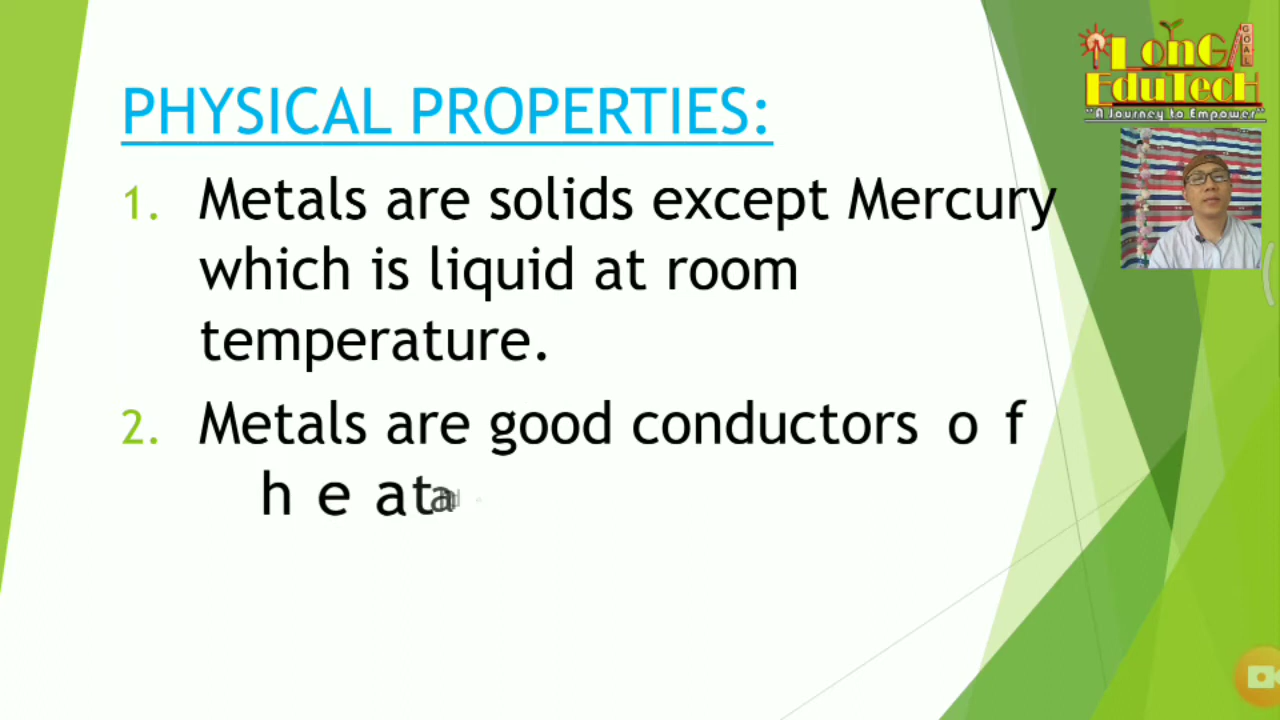 LonG
GOAL
EduTecH
"A Journey to Empower"
PHYSICAL PROPERTIES:
1. Metals are solids except Mercury
which is liquid at room
temperature.
2. Metals are good conductors o f
h e at